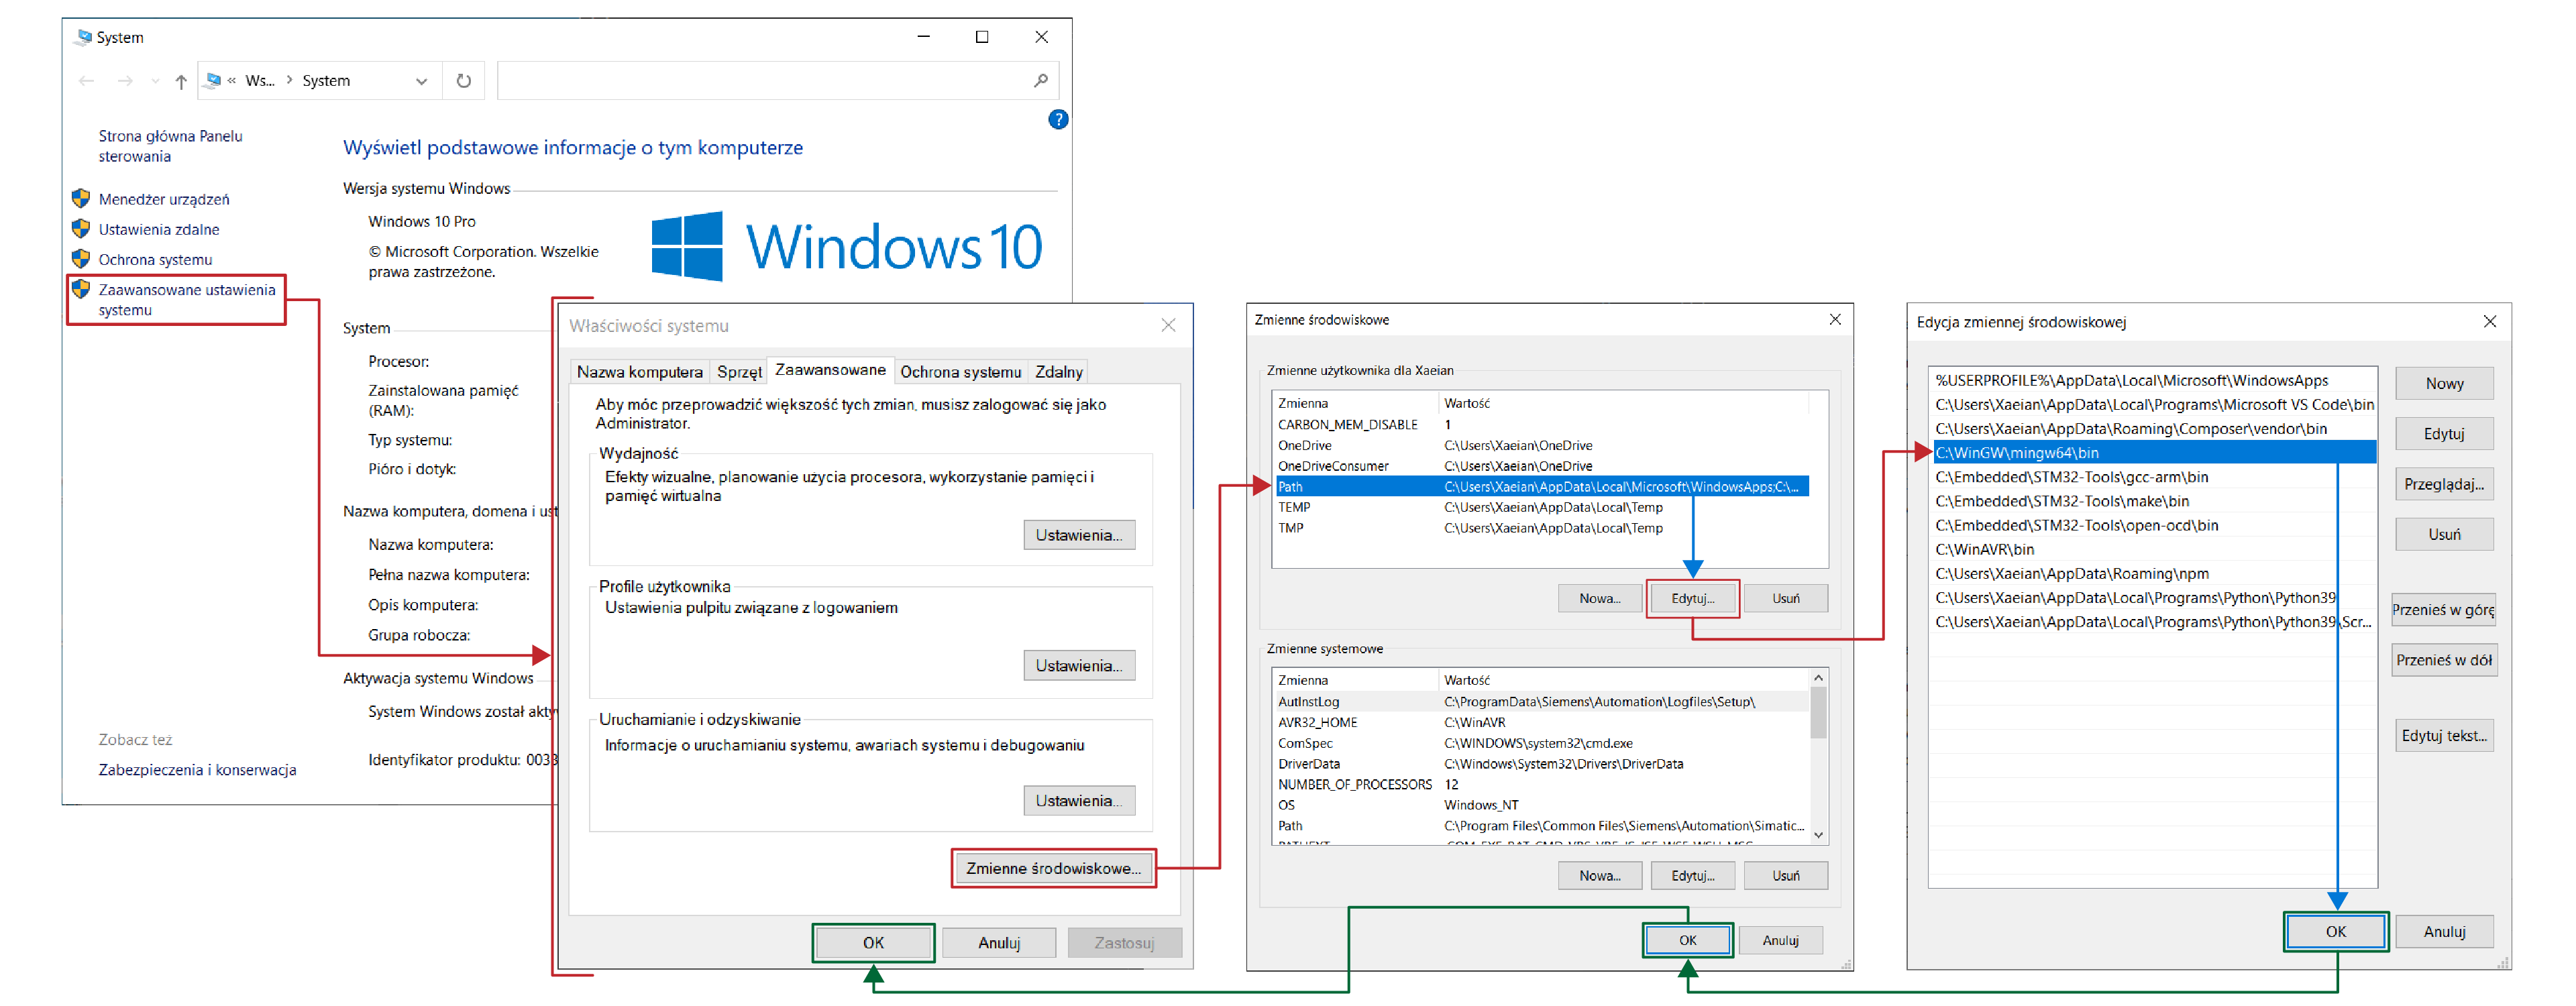 System
« Ws... > System
Strona główna Panelu
sterowania
Menedżer urządzeń
Ustawienia zdalne
Ochrona systemu
Zaawansowane ustawienia
systemu
Zobacz też
Zabezpieczenia i konserwacja
Wyświetl podstawowe informacje o tym komputerze
Wersja systemu Windows
Windows 10 Pro
© Microsoft Corporation. Wszelkie
prawa zastrzeżone.
Windows 10
System
Procesor:
Zainstalowana pamięć
(RAM):
Typ systemu:
Pióro i dotyk:
Nazwa komputera, domena i ust
Nazwa komputera:
Pełna nazwa komputera:
Opis komputera:
Grupa robocza:
Aktywacja systemu Windows
System Windows został akty
Identyfikator produktu: 0033
Właściwości systemu
Nazwa komputera Sprzęt Zaawansowane Ochrona systemu Zdalny
Aby móc przeprowadzić większość tych zmian, musisz zalogować się jako
Administrator.
Wydajność
Efekty wizualne, planowanie użycia procesora, wykorzystanie pamięci i
pamięć wirtualna
Ustawienia...
Profile użytkownika
Ustawienia pulpitu związane z logowaniem
Ustawienia...
Uruchamianie i odzyskiwanie
Informacje o uruchamianiu systemu, awariach systemu i debugowaniu
Ustawienia...
Zmienne środowiskowe...
OK Anuluj Zastosuj
Zmienne środowiskowe
Zmienne użytkownika dla Xaeian
Zmienna Wartość
CARBON_MEM_DISABLE 1
OneDrive C:\Users\Xaeian\OneDrive
OneDriveConsumer C:\Users\Xaeian\OneDrive
Path C:\Users\Xaeian\AppData\Local\Microsoft\WindowsApps;C:\...
TEMP C:\Users\Xaeian\AppData\Local\Temp
TMP C:\Users\Xaeian\AppData\Local\Temp
Nowa... Edytuj... Usuń
Zmienne systemowe
Zmienna Wartość
AutInstLog C:\ProgramData\Siemens\Automation\Logfiles\Setup\
AVR32_HOME C:\WinAVR
ComSpec C:\WINDOWS\system32\cmd.exe
DriverData C:\Windows\System32\Drivers\DriverData
NUMBER_OF_PROCESSORS 12
OS Windows_NT
Path C:\Program Files\Common Files\Siemens\Automation\Simatic...
Nowa... Edytuj... Usuń
OK Anuluj
Edycja zmiennej środowiskowej
%USERPROFILE%\AppData\Local\Microsoft\WindowsApps
C:\Users\Xaeian\AppData\Local\Programs\Microsoft VS Code\bin
C:\Users\Xaeian\AppData\Roaming\Composer\vendor\bin
C:\WinGW\mingw64\bin
C:\Embedded\STM32-Tools\gcc-arm\bin
C:\Embedded\STM32-Tools\make\bin
C:\Embedded\STM32-Tools\open-ocd\bin
C:\WinAVR\bin
C:\Users\Xaeian\AppData\Roaming\npm
C:\Users\Xaeian\AppData\Local\Programs\Python\Python39
C:\Users\Xaeian\AppData\Local\Programs\Python\Python39\Scr...
Nowy
Edytuj
Przeglądaj...
Usuń
Przenieś w górę
Przenieś w dół
Edytuj tekst...
OK Anuluj